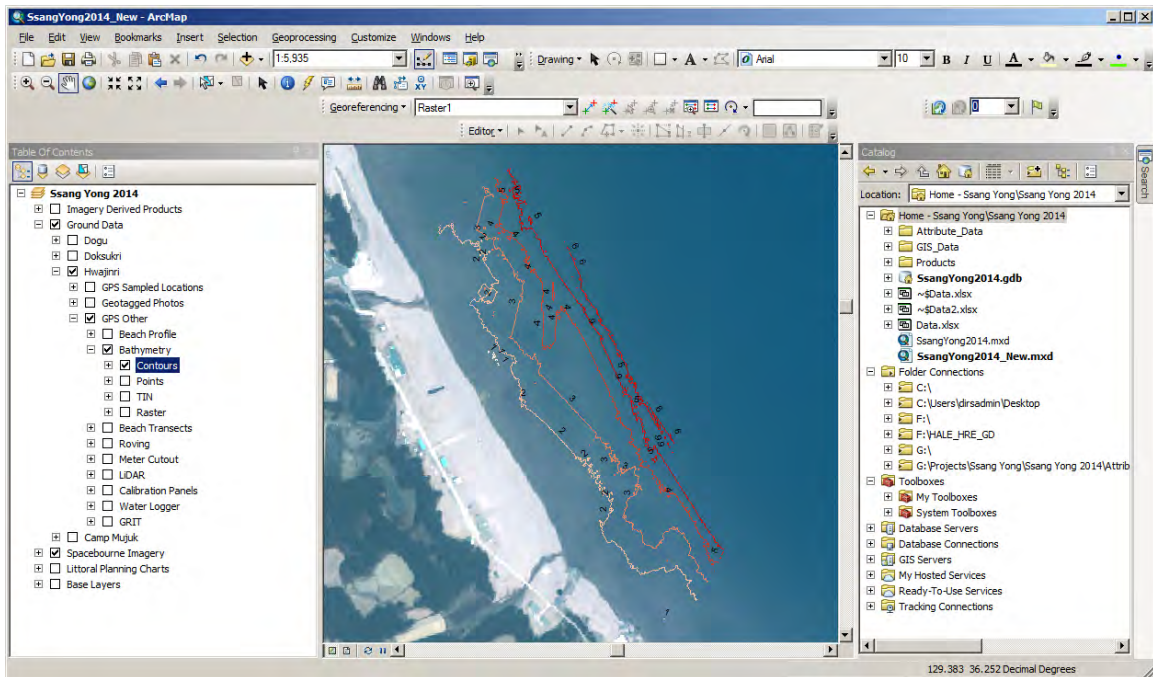 SsangYong2014_New - ArcMap
File Edit View Bookmarks Insert Selection Geoprocessing Customize Windows Help
1:5,935 Drawing Arial 10 B I U A
Georeferencing Raster1 0
Editor
Table Of Contents
Ssang Yong 2014
Imagery Derived Products
Ground Data
Dogu
Doksukri
Hwajinri
GPS Sampled Locations
Geotagged Photos
GPS Other
Beach Profile
Bathymetry
Contours
Points
TIN
Raster
Beach Transects
Roving
Meter Cutout
LiDAR
Calibration Panels
Water Logger
GRIT
Camp Mujuk
Spacebourne Imagery
Littoral Planning Charts
Base Layers
Catalog
Location: Home - Ssang Yong\Ssang Yong 2014
Home - Ssang Yong\Ssang Yong 2014
Attribute_Data
GIS_Data
Products
SsangYong2014.gdb
~$Data.xlsx
~$Data2.xlsx
Data.xlsx
SsangYong2014.mxd
SsangYong2014_New.mxd
Folder Connections
C:\
C:\Users\dirsadmin\Desktop
F:\
F:\HALE_HRE_GD
G:\
G:\Projects\Ssang Yong\Ssang Yong 2014\Attrib
Toolboxes
My Toolboxes
System Toolboxes
Database Servers
Database Connections
GIS Servers
My Hosted Services
Ready-To-Use Services
Tracking Connections
Search
129.383 36.252 Decimal Degrees